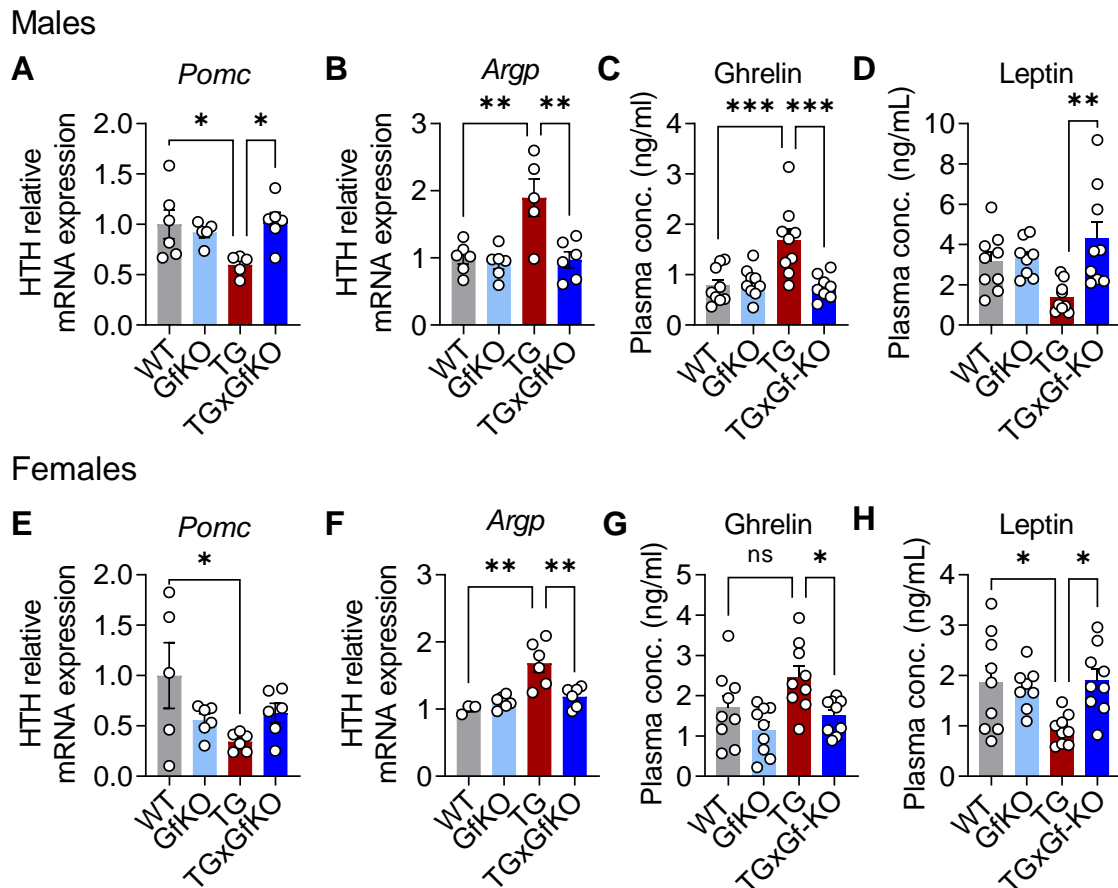 Males
A
Pomc
HTH relative
mRNA expression
2.0
1.5
1.0
0.5
0.0
*
*
WT
GfKO
TG
TGxGfKO
B
Argp
HTH relative
mRNA expression
3
2
1
0
**
**
WT
GfKO
TG
TGxGfKO
C
Ghrelin
Plasma conc. (ng/ml)
4
3
2
1
0
***
***
WT
GfKO
TG
TGxGf-KO
D
Leptin
Plasma conc. (ng/mL)
10
8
6
4
2
0
**
WT
GfKO
TG
TGxGf-KO
Females
E
Pomc
HTH relative
mRNA expression
2.0
1.5
1.0
0.5
0.0
*
WT
GfKO
TG
TGxGfKO
F
Argp
HTH relative
mRNA expression
3
2
1
0
**
**
WT
GfKO
TG
TGxGfKO
G
Ghrelin
Plasma conc. (ng/ml)
5
4
3
2
1
0
ns
*
WT
GfKO
TG
TGxGf-KO
H
Leptin
Plasma conc. (ng/mL)
4
3
2
1
0
*
*
WT
GfKO
TG
TGxGf-KO